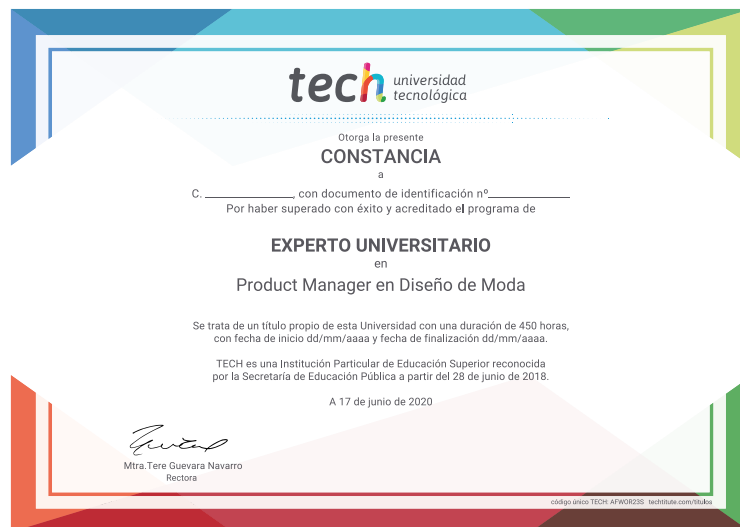 tech universidad
tecnológica
Otorga la presente
CONSTANCIA
a
C. ______________, con documento de identificación nº______________
Por haber superado con éxito y acreditado el programa de
EXPERTO UNIVERSITARIO
en
Product Manager en Diseño de Moda
Se trata de un título propio de esta Universidad con una duración de 450 horas,
con fecha de inicio dd/mm/aaaa y fecha de finalización dd/mm/aaaa.
TECH es una Institución Particular de Educación Superior reconocida
por la Secretaría de Educación Pública a partir del 28 de junio de 2018.
A 17 de junio de 2020
Mtra.Tere Guevara Navarro
Rectora
código único TECH: AFWOR23S techtitute.com/titulos